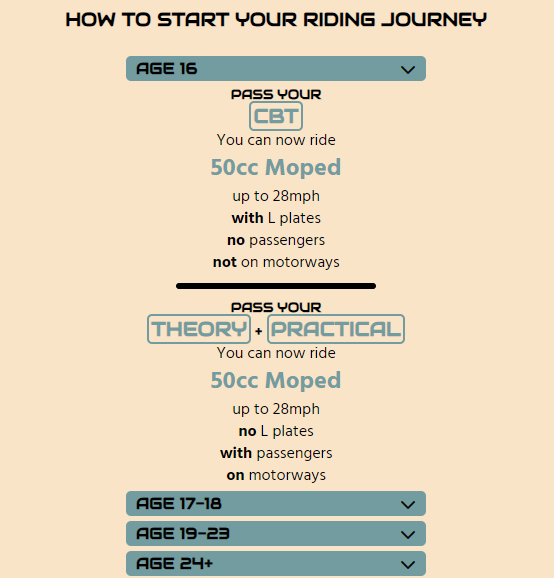 HOW TO START YOUR RIDING JOURNEY
AGE 16
PASS YOUR
CBT
You can now ride
50cc Moped
up to 28mph
with L plates
no passengers
not on motorways
PASS YOUR
THEORY + PRACTICAL
You can now ride
50cc Moped
up to 28mph
no L plates
with passengers
on motorways
AGE 17-18
AGE 19-23
AGE 24+